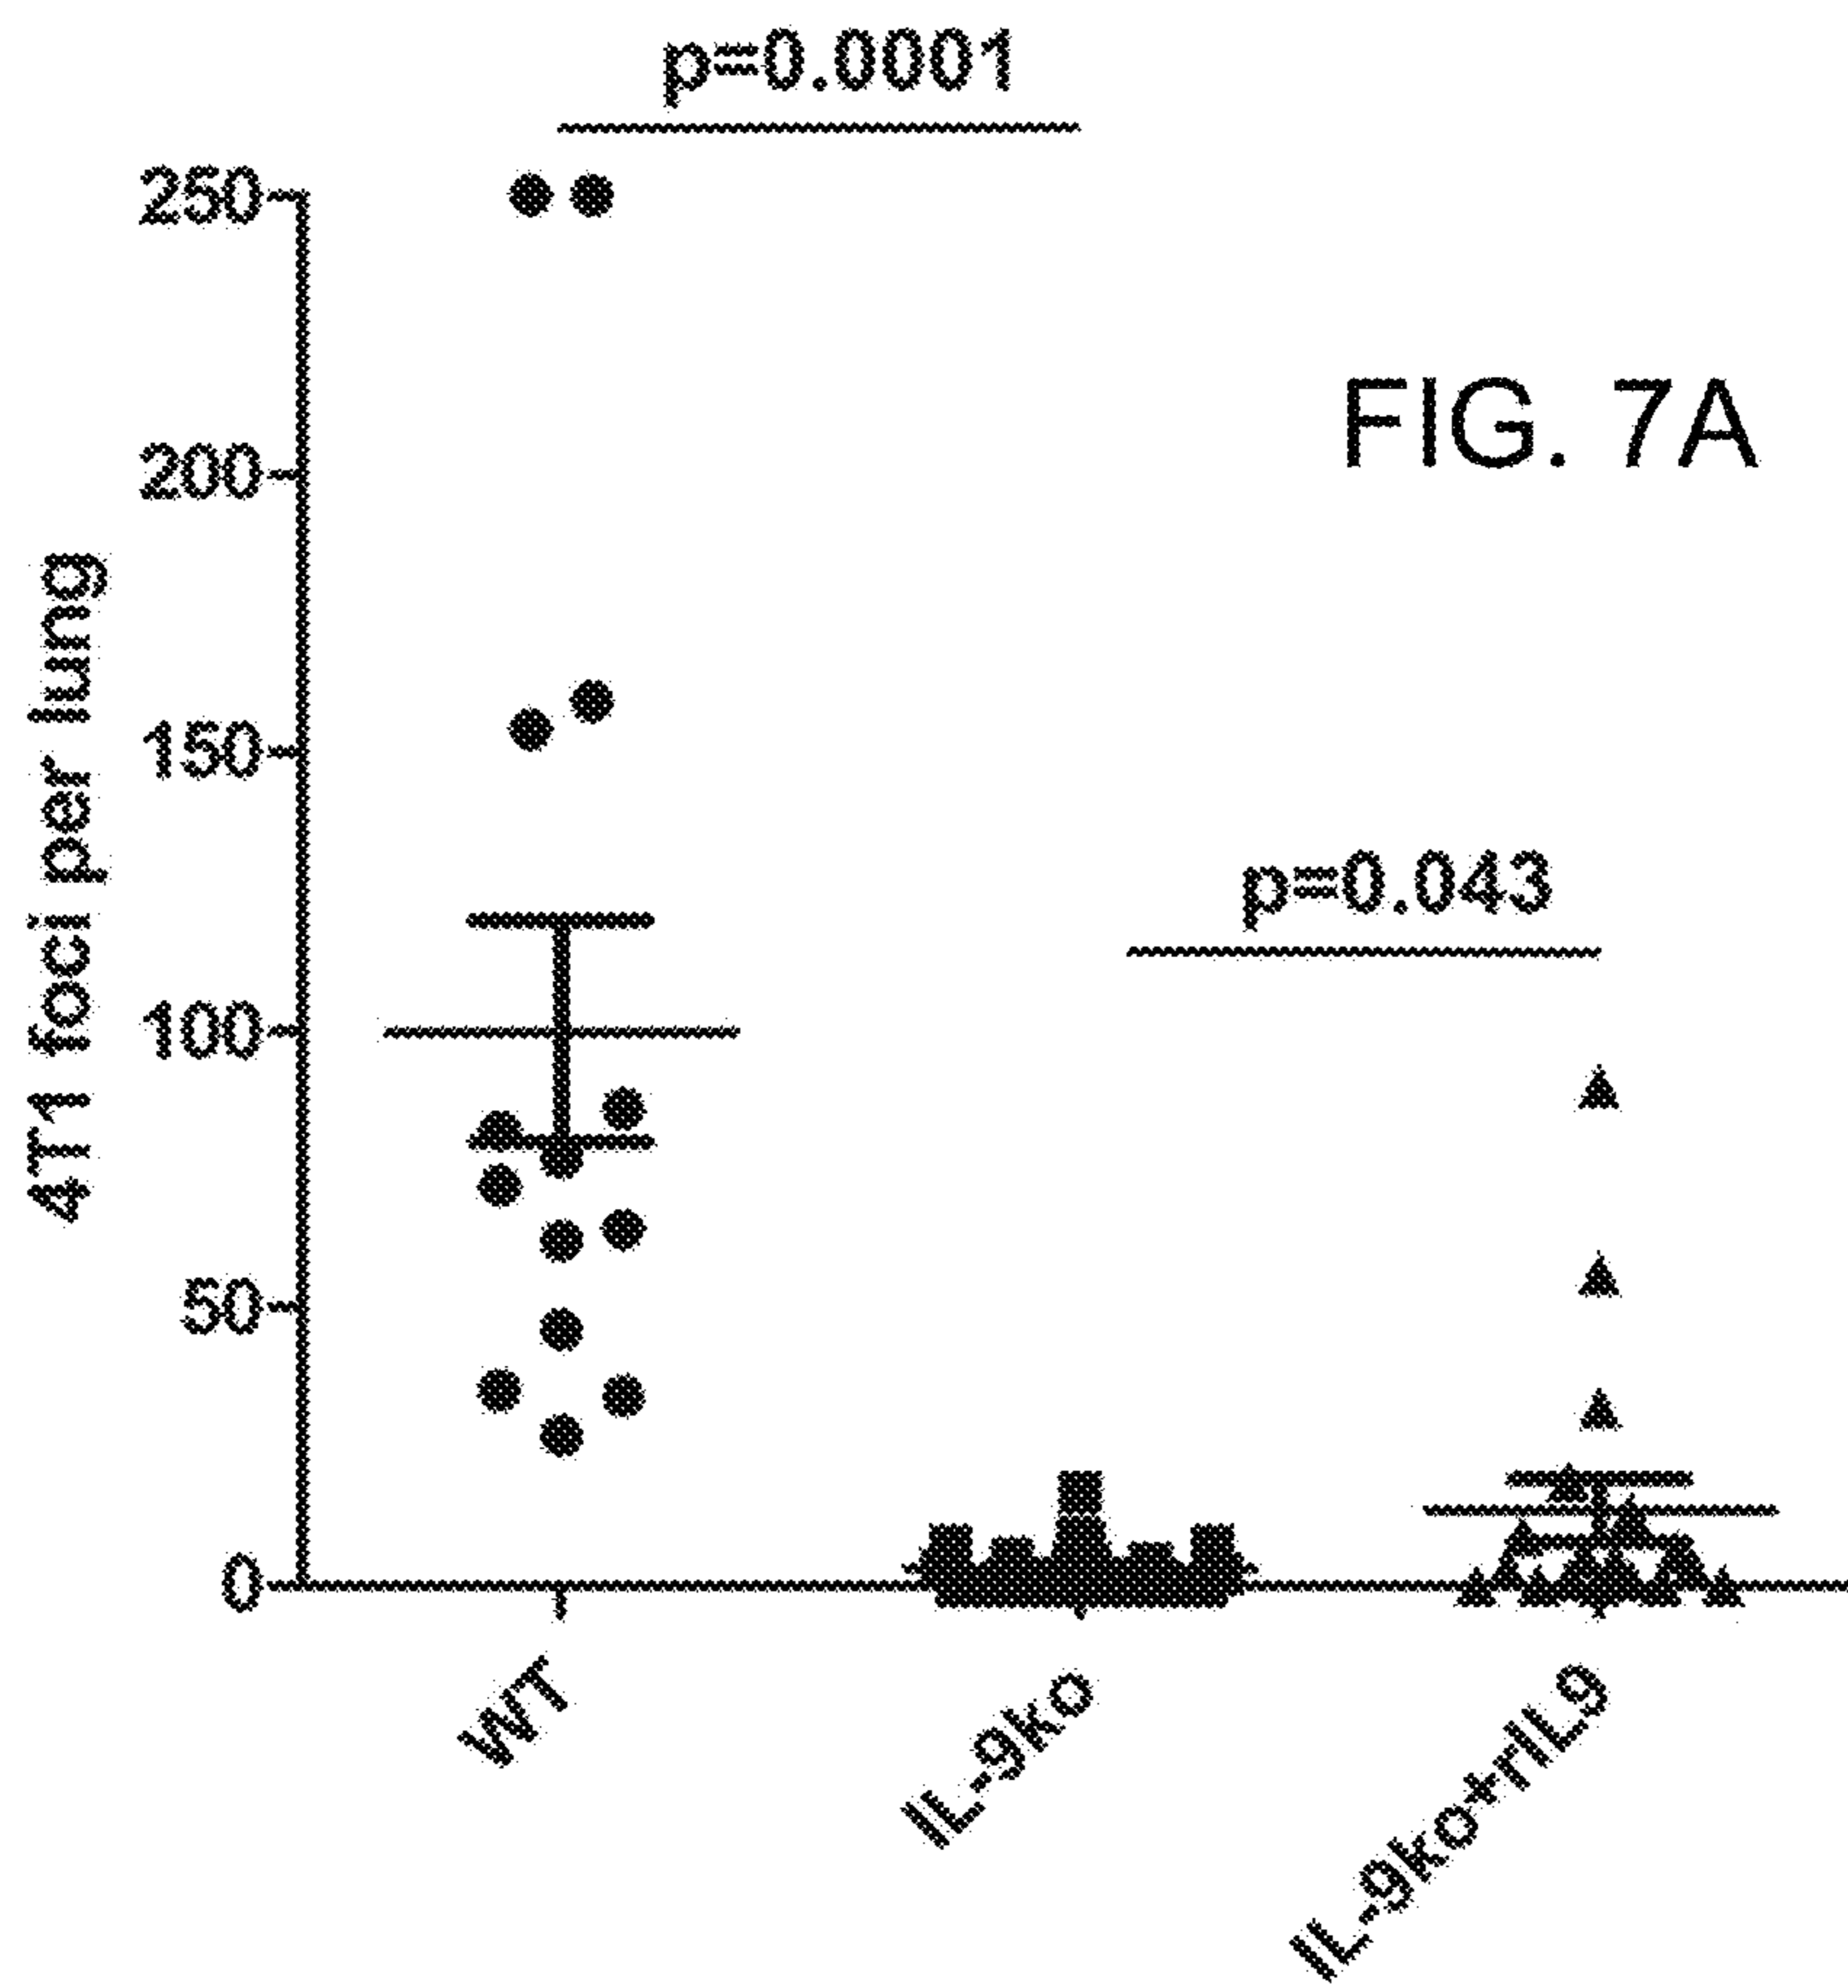 p=0.0001
250
200
150
100
50
0
4T1 foci per lung
FIG. 7A
p=0.043
WT
IL-9ko
IL-9ko+rIL9